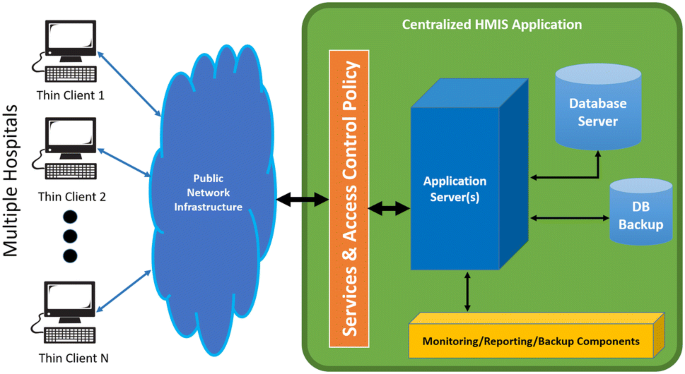 Multiple Hospitals
Thin Client 1
Thin Client 2
Thin Client N
Public
Network
Infrastructure
Centralized HMIS Application
Services & Access Control Policy
Application
Server(s)
Database
Server
DB
Backup
Monitoring/Reporting/Backup Components